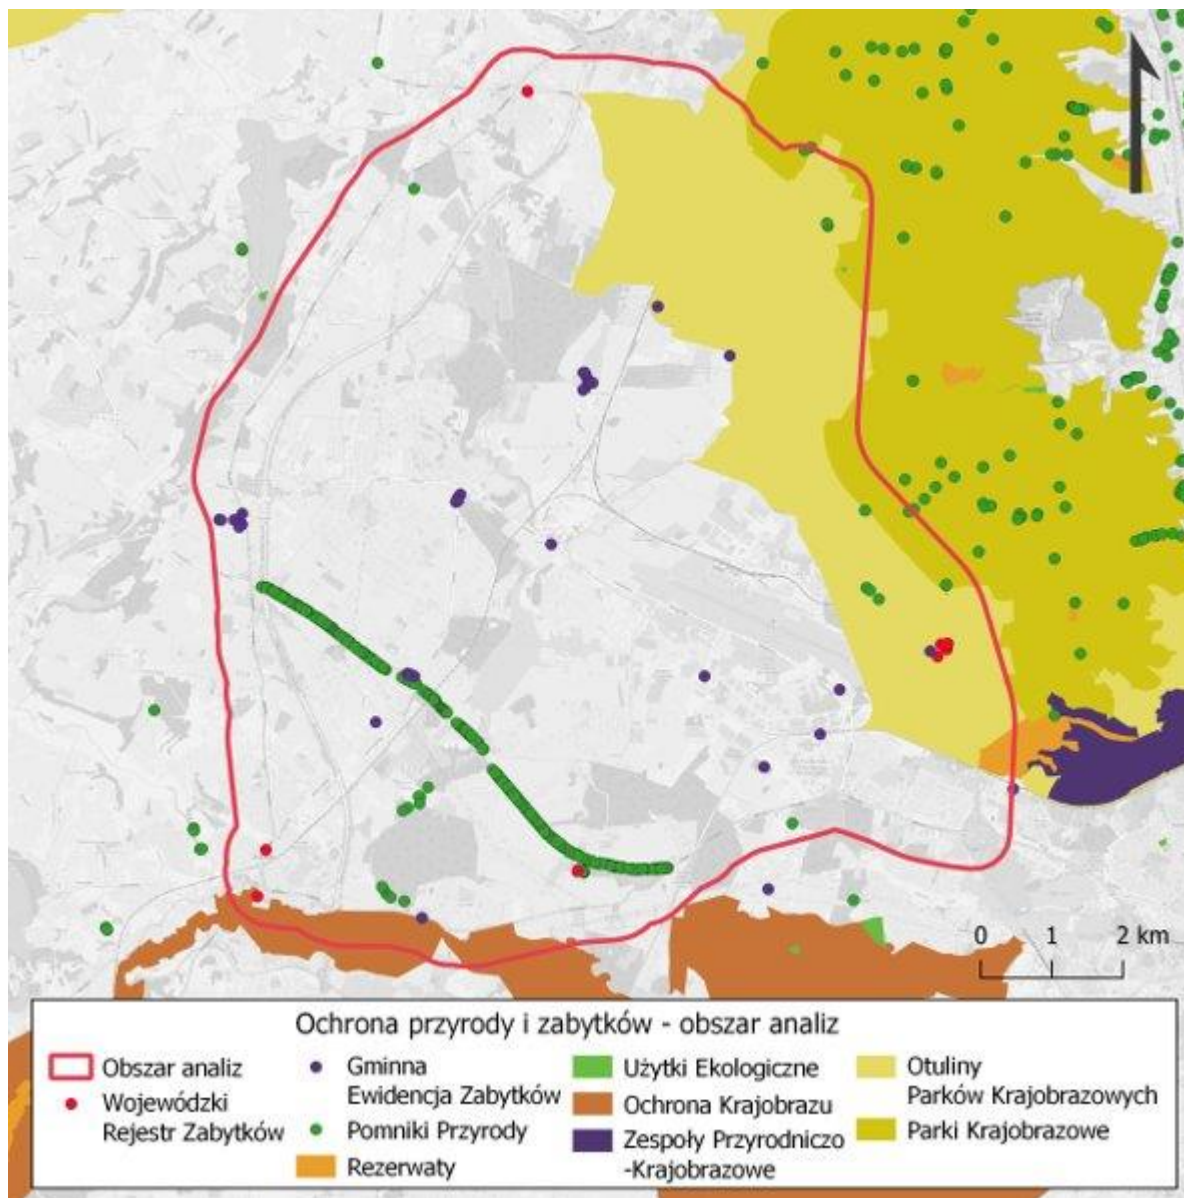 0 1 2 km
Ochrona przyrody i zabytków - obszar analiz
Obszar analiz
Wojewódzki
Rejestr Zabytków
Gminna
Ewidencja Zabytków
Pomniki Przyrody
Rezerwaty
Użytki Ekologiczne
Ochrona Krajobrazu
Zespoły Przyrodniczo
-Krajobrazowe
Otuliny
Parków Krajobrazowych
Parki Krajobrazowe